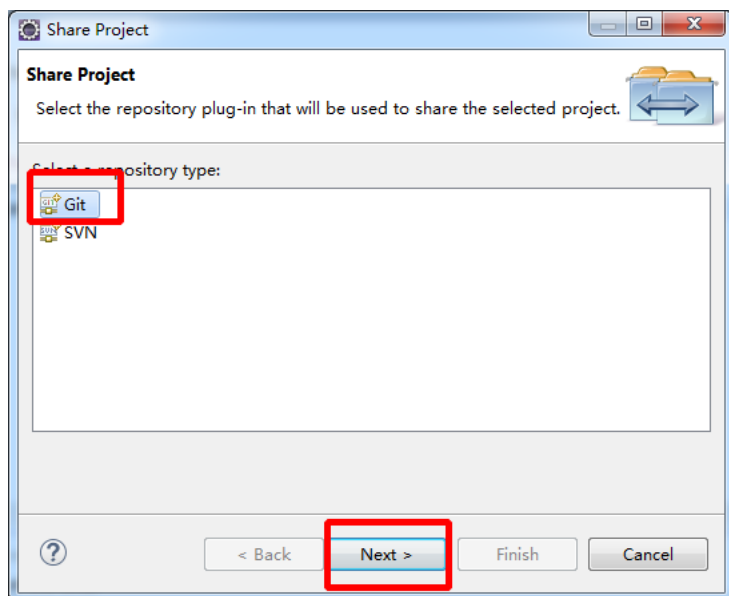 Share Project
Share Project
Select the repository plug-in that will be used to share the selected project.
Select a repository type:
Git
SVN
< Back Next > Finish Cancel